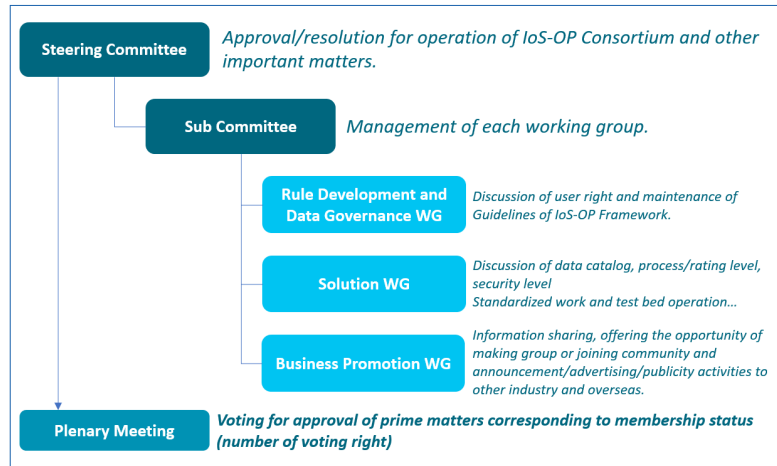 Steering Committee
Approval/resolution for operation of IoS-OP Consortium and other
important matters.
Sub Committee
Management of each working group.
Rule Development and
Data Governance WG
Discussion of user right and maintenance of
Guidelines of IoS-OP Framework.
Solution WG
Discussion of data catalog, process/rating level,
security level
Standardized work and test bed operation...
Business Promotion WG
Information sharing, offering the opportunity of
making group or joining community and
announcement/advertising/publicity activities to
other industry and overseas.
Plenary Meeting
Voting for approval of prime matters corresponding to membership status
(number of voting right)